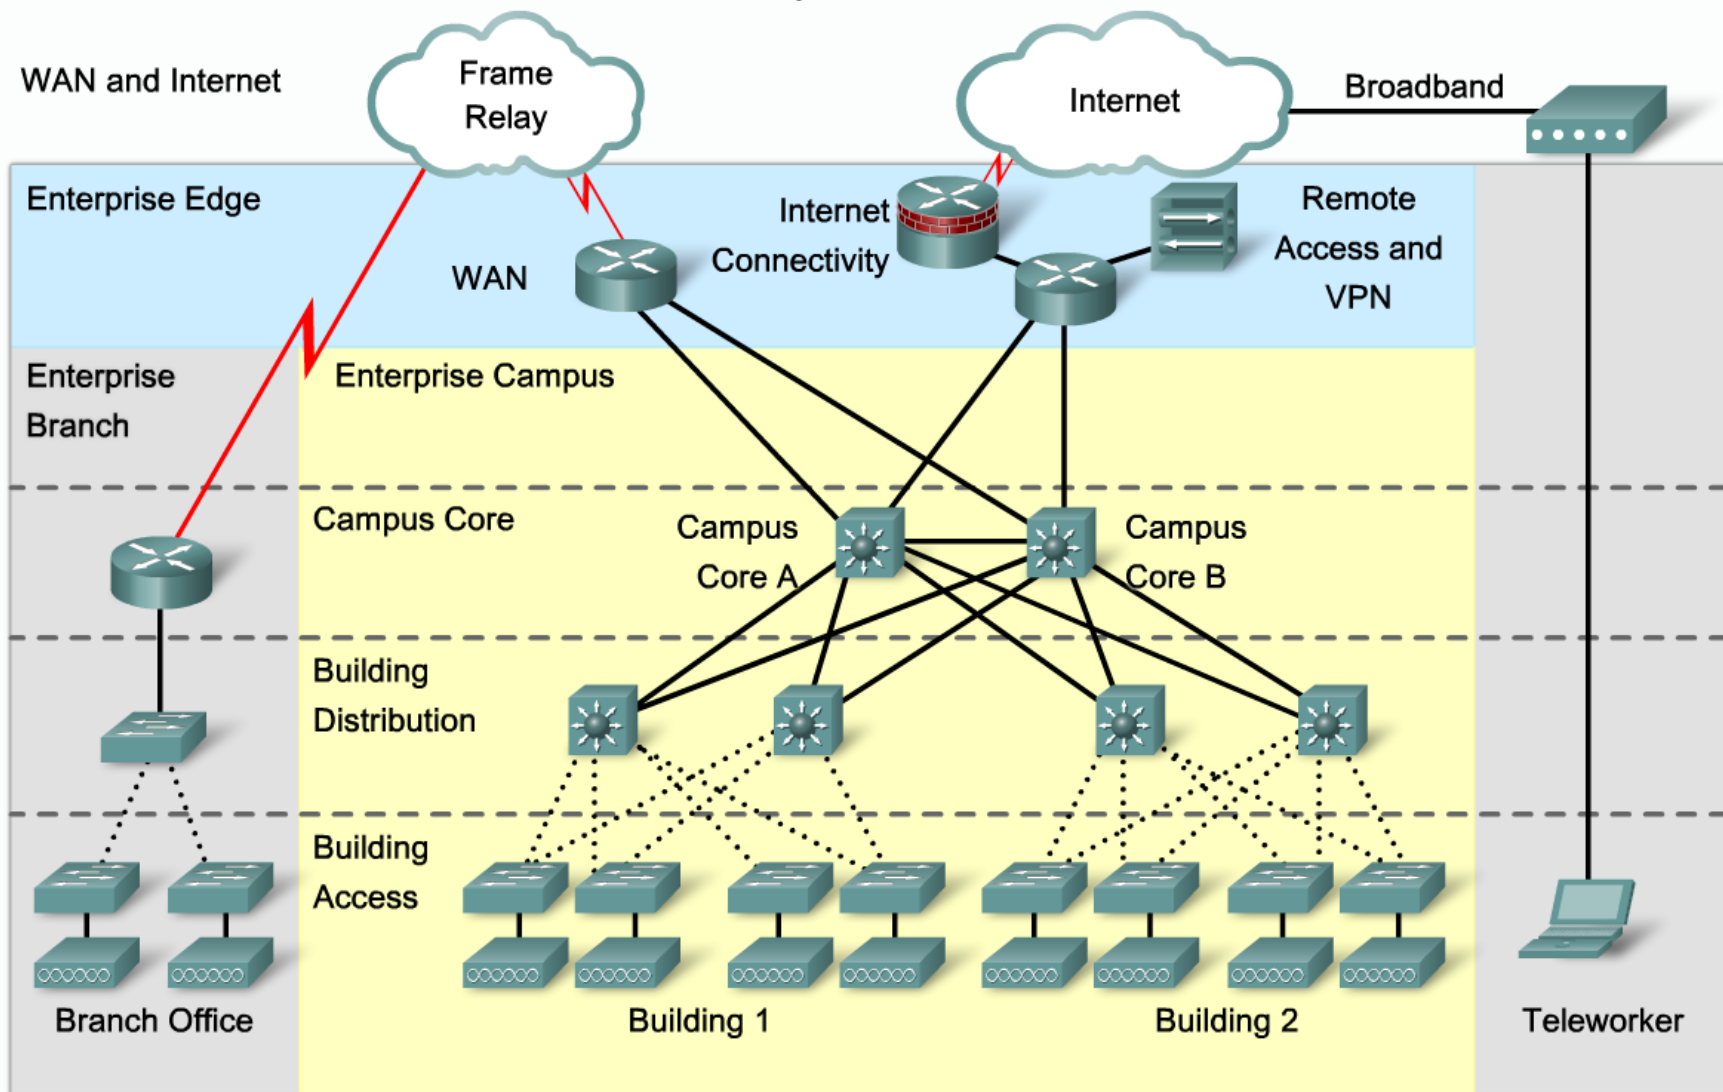 Frame
Relay
WAN and Internet
Internet
Broadband
Enterprise Edge
WAN
Internet
Connectivity
Remote
Access and
VPN
Enterprise
Branch
Enterprise Campus
Campus Core
Campus
Core A
Campus
Core B
Building
Distribution
Building
Access
Branch Office
Building 1
Building 2
Teleworker